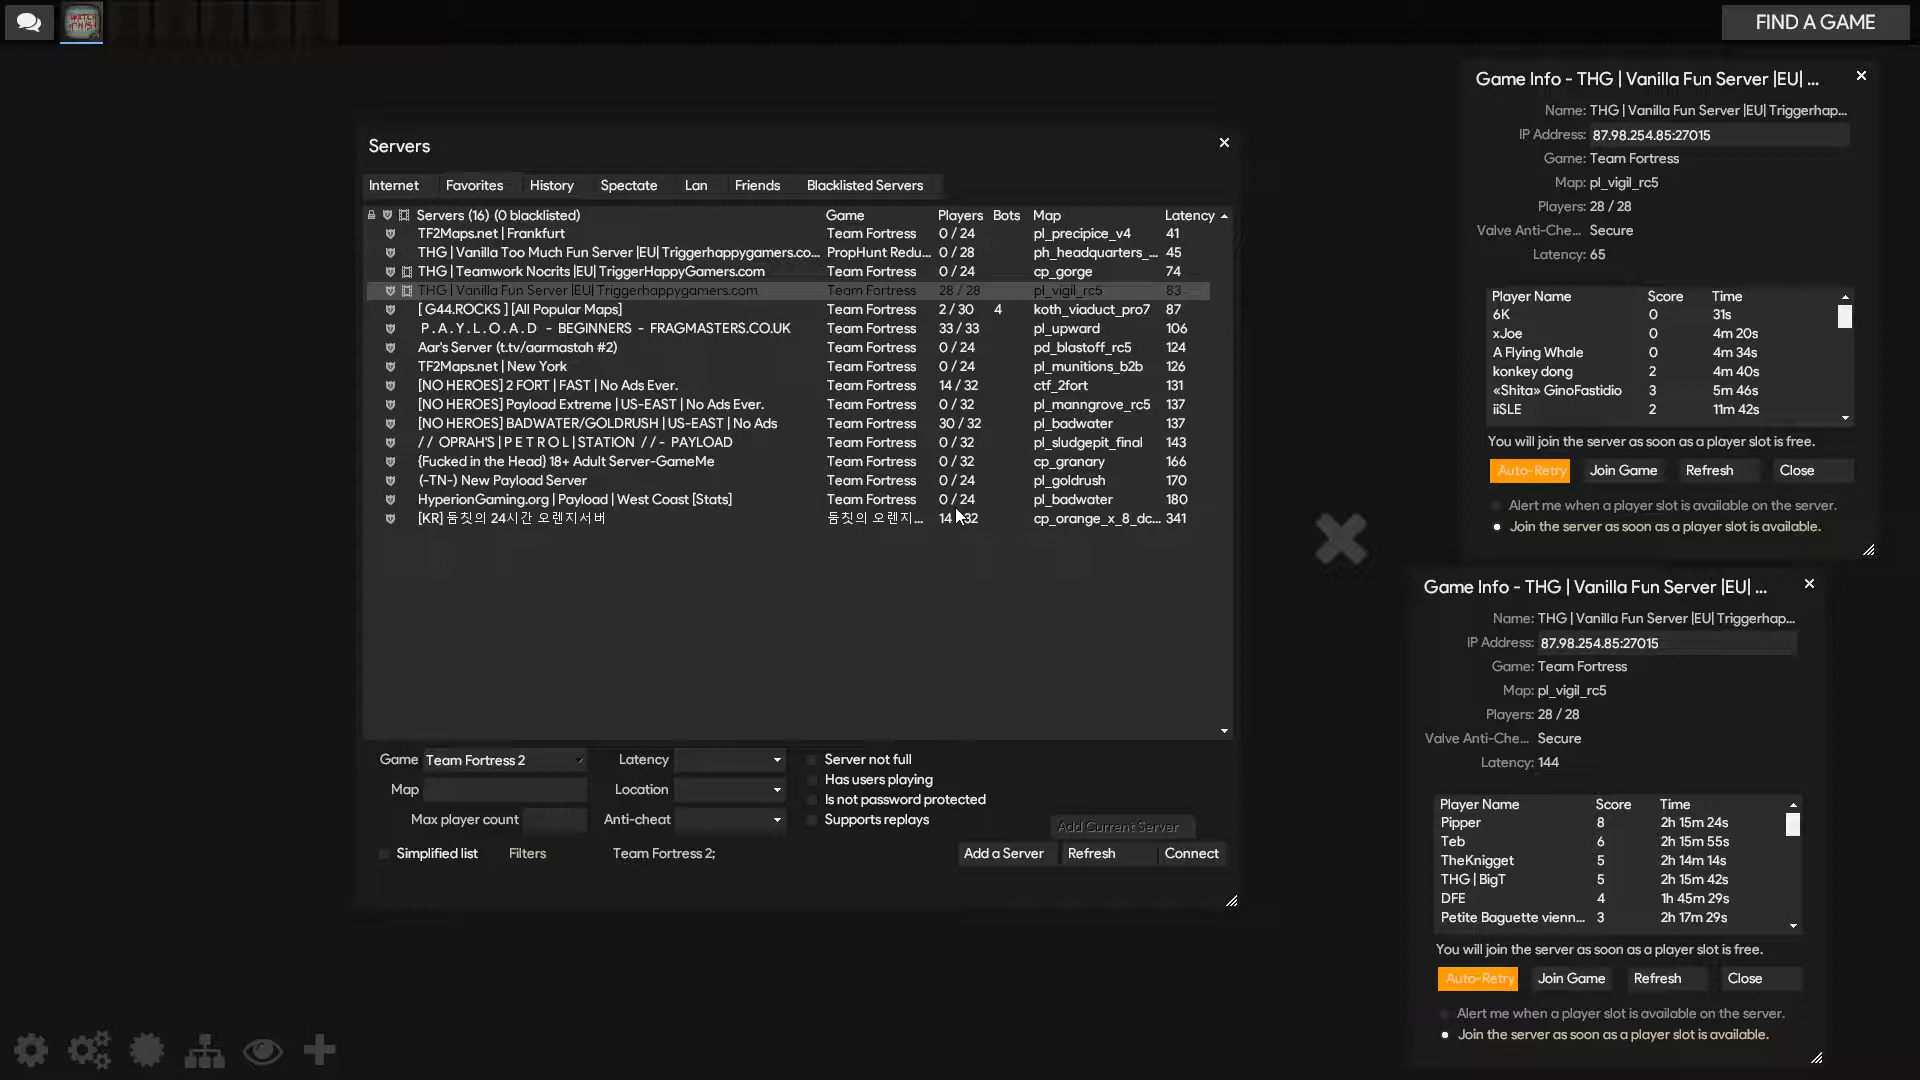 WATCH THIS
FIND A GAME
Servers
Internet Favorites History Spectate Lan Friends Blacklisted Servers
Servers (16) (0 blacklisted) Game Players Bots Map Latency
TF2Maps.net | Frankfurt Team Fortress 0 / 24 pl_precipice_v4 41
THG | Vanilla Too Much Fun Server |EU| Triggerhappygamers.co... PropHunt Redu... 0 / 28 ph_headquarters_... 45
THG | Teamwork Nocrits |EU| TriggerHappyGamers.com Team Fortress 0 / 24 cp_gorge 74
THG | Vanilla Fun Server |EU| Triggerhappygamers.com Team Fortress 28 / 28 pl_vigil_rc5 83
[ G44.ROCKS ] [All Popular Maps] Team Fortress 2 / 30 4 koth_viaduct_pro7 87
P.A.Y.L.O.A.D - BEGINNERS - FRAGMASTERS.CO.UK Team Fortress 33 / 33 pl_upward 106
Aar's Server (t.tv/aarmastah #2) Team Fortress 0 / 24 pd_blastoff_rc5 124
TF2Maps.net | New York Team Fortress 0 / 24 pl_munitions_b2b 126
[NO HEROES] 2 FORT | FAST | No Ads Ever. Team Fortress 14 / 32 ctf_2fort 131
[NO HEROES] Payload Extreme | US-EAST | No Ads Ever. Team Fortress 0 / 32 pl_manngrove_rc5 137
[NO HEROES] BADWATER/GOLDRUSH | US-EAST | No Ads Team Fortress 30 / 32 pl_badwater 137
// OPRAH'S | P E T R O L | STATION // - PAYLOAD Team Fortress 0 / 32 pl_sludgepit_final 143
{Fucked in the Head} 18+ Adult Server-GameMe Team Fortress 0 / 32 cp_granary 166
(-TN-) New Payload Server Team Fortress 0 / 24 pl_goldrush 170
HyperionGaming.org | Payload | West Coast [Stats] Team Fortress 0 / 24 pl_badwater 180
[KR] 둠칫의 24시간 오렌지서버 둠칫의 오렌지... 14 32 cp_orange_x_8_dc... 341
Game Team Fortress 2 Latency Server not full
Has users playing
Map Location Is not password protected
Max player count Anti-cheat Supports replays
Add Current Server
Simplified list Filters Team Fortress 2; Add a Server Refresh Connect
Game Info - THG | Vanilla Fun Server |EU| ...
Name: THG | Vanilla Fun Server |EU| Triggerhap...
IP Address: 87.98.254.85:27015
Game: Team Fortress
Map: pl_vigil_rc5
Players: 28 / 28
Valve Anti-Che... Secure
Latency: 65
Player Name Score Time
6K 0 31s
xJoe 0 4m 20s
A Flying Whale 0 4m 34s
konkey dong 2 4m 40s
«Shita» GinoFastidio 3 5m 46s
iiSLE 2 11m 42s
You will join the server as soon as a player slot is free.
Auto-Retry Join Game Refresh Close
Alert me when a player slot is available on the server.
Join the server as soon as a player slot is available.
Game Info - THG | Vanilla Fun Server |EU| ...
Name: THG | Vanilla Fun Server |EU| Triggerhap...
IP Address: 87.98.254.85:27015
Game: Team Fortress
Map: pl_vigil_rc5
Players: 28 / 28
Valve Anti-Che... Secure
Latency: 144
Player Name Score Time
Pipper 8 2h 15m 24s
Teb 6 2h 15m 55s
TheKnigget 5 2h 14m 14s
THG | BigT 5 2h 15m 42s
DFE 4 1h 45m 29s
Petite Baguette vienn... 3 2h 17m 29s
You will join the server as soon as a player slot is free.
Auto-Retry Join Game Refresh Close
Alert me when a player slot is available on the server.
Join the server as soon as a player slot is available.